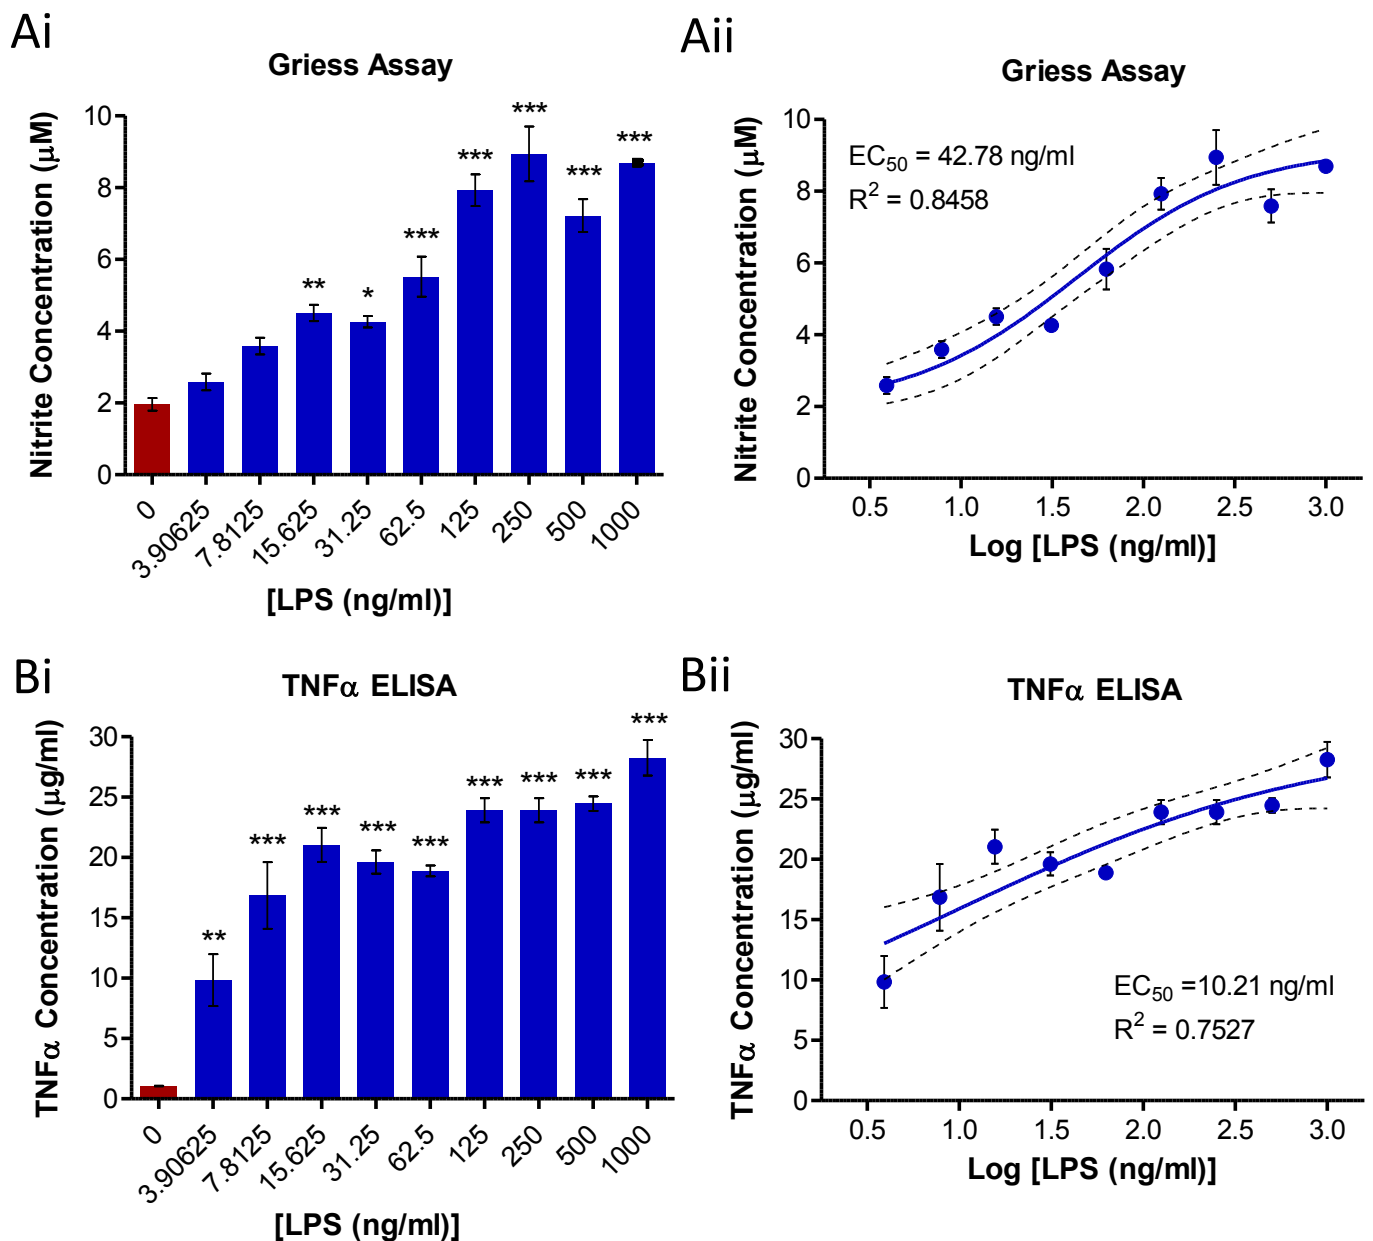 Ai
Griess Assay
Nitrite Concentration (μM)
10
8
6
4
2
0
** * *** *** *** *** ***
0 3.90625 7.8125 15.625 31.25 62.5 125 250 500 1000
[LPS (ng/ml)]
Aii
Griess Assay
Nitrite Concentration (μM)
10
8
6
4
2
0
EC50 = 42.78 ng/ml
R2 = 0.8458
0.5 1.0 1.5 2.0 2.5 3.0
Log [LPS (ng/ml)]
Bi
TNFα ELISA
TNFα Concentration (μg/ml)
30
25
20
15
10
5
0
** *** *** *** *** *** *** *** ***
0 3.90625 7.8125 15.625 31.25 62.5 125 250 500 1000
[LPS (ng/ml)]
Bii
TNFα ELISA
TNFα Concentration (μg/ml)
30
25
20
15
10
5
0
EC50 =10.21 ng/ml
R2 = 0.7527
0.5 1.0 1.5 2.0 2.5 3.0
Log [LPS (ng/ml)]